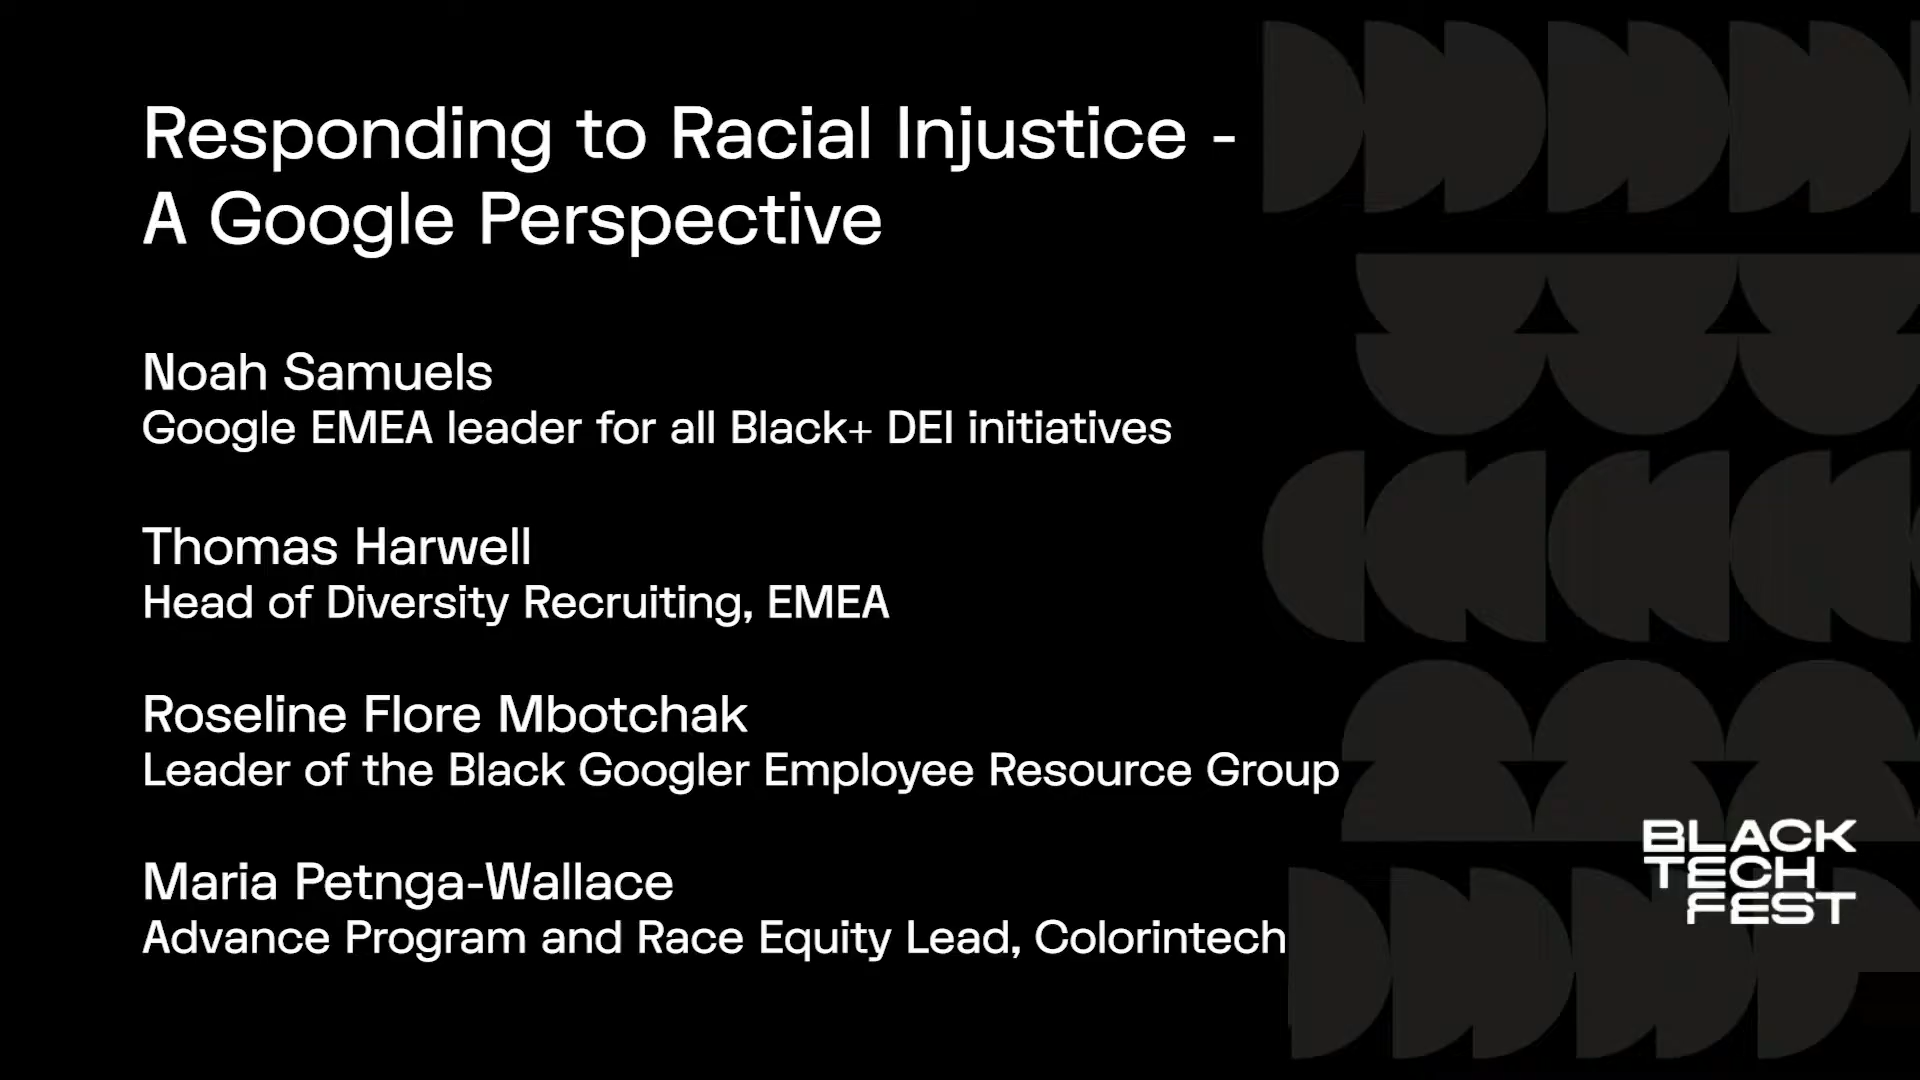 Responding to Racial Injustice -
A Google Perspective
Noah Samuels
Google EMEA leader for all Black+ DEI initiatives
Thomas Harwell
Head of Diversity Recruiting, EMEA
Roseline Flore Mbotchak
Leader of the Black Googler Employee Resource Group
Maria Petnga-Wallace
Advance Program and Race Equity Lead, Colorintech
BLACK
TECH
FEST